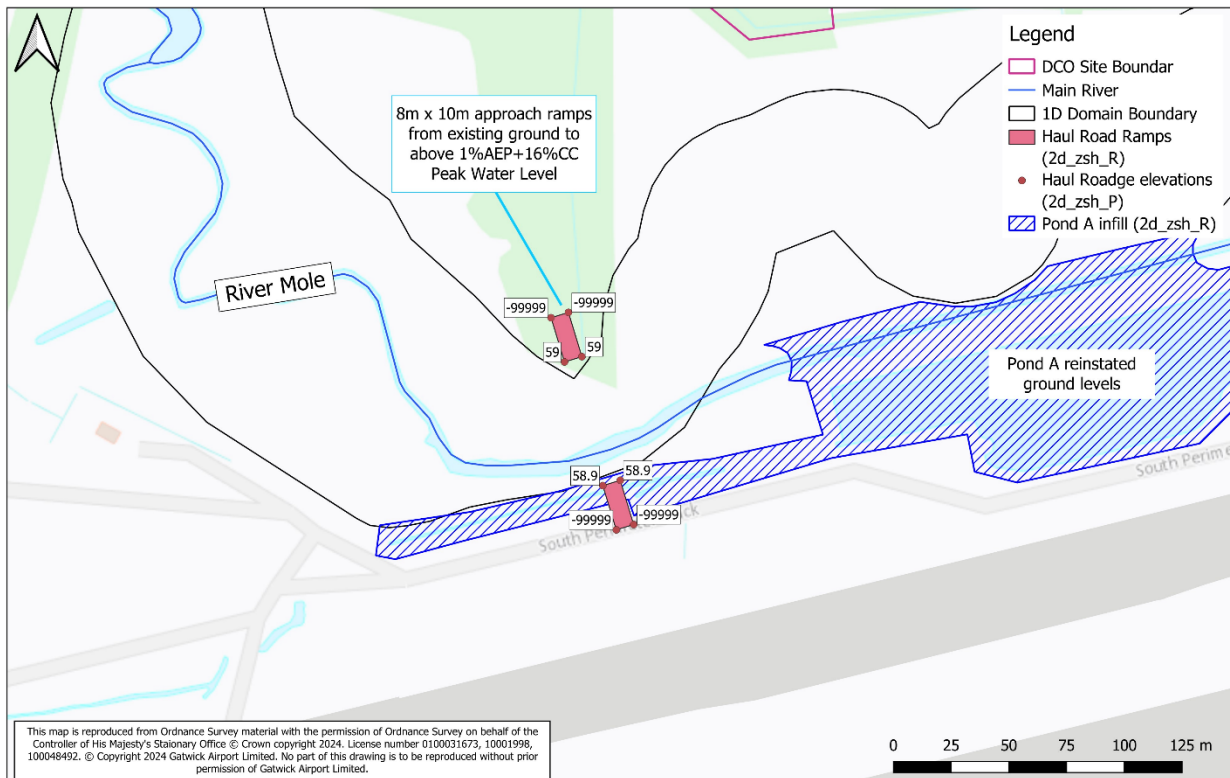 Legend
DCO Site Boundar
Main River
1D Domain Boundary
Haul Road Ramps
(2d_zsh_R)
Haul Roadge elevations
(2d_zsh_P)
Pond A infill (2d_zsh_R)
8m x 10m approach ramps
from existing ground to
above 1%AEP+16%CC
Peak Water Level
River Mole
-99999
-99999
59
59
Pond A reinstated
ground levels
58.9
58.9
-99999
-99999
South Perime
South
This map is reproduced from Ordnance Survey material with the permission of Ordnance Survey on behalf of the
Controller of His Majesty's Staionary Office © Crown copyright 2024. License number 0100031673, 10001998,
100048492. © Copyright 2024 Gatwick Airport Limited. No part of this drawing is to be reproduced without prior
permission of Gatwick Airport Limited.
0 25 50 75 100 125 m